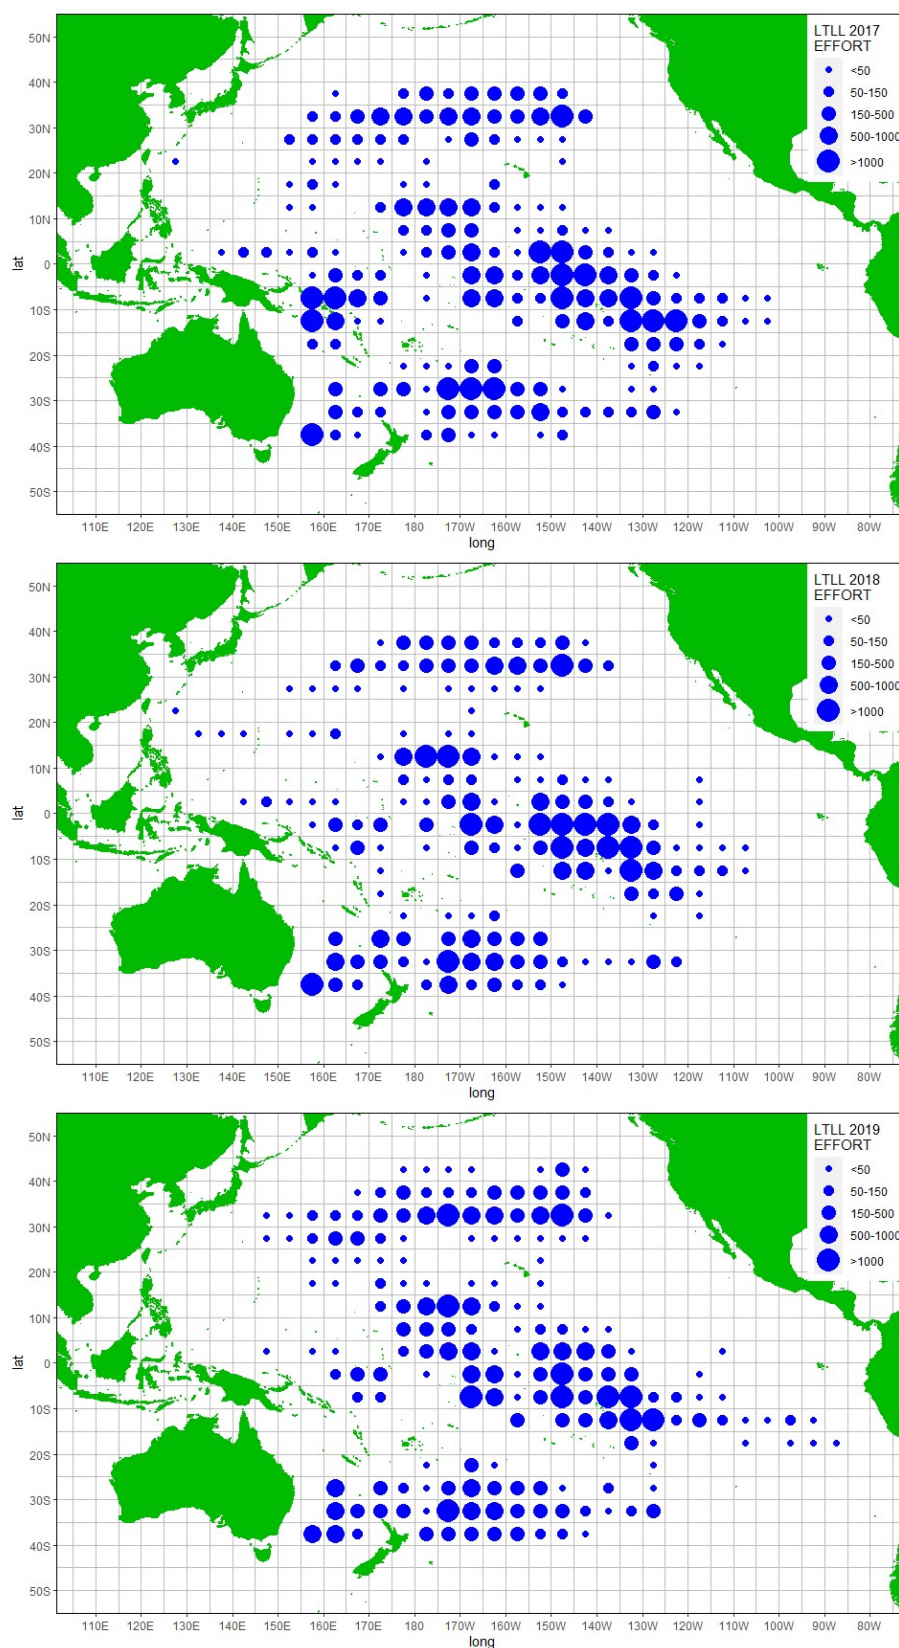 LTLL 2017
EFFORT
<50
50-150
150-500
500-1000
>1000
50N
40N
30N
20N
10N
0
10S
20S
30S
40S
50S
lat
110E 120E 130E 140E 150E 160E 170E 180 170W 160W 150W 140W 130W 120W 110W 100W 90W 80W
long
LTLL 2018
EFFORT
<50
50-150
150-500
500-1000
>1000
50N
40N
30N
20N
10N
0
10S
20S
30S
40S
50S
lat
110E 120E 130E 140E 150E 160E 170E 180 170W 160W 150W 140W 130W 120W 110W 100W 90W 80W
long
LTLL 2019
EFFORT
<50
50-150
150-500
500-1000
>1000
50N
40N
30N
20N
10N
0
10S
20S
30S
40S
50S
lat
110E 120E 130E 140E 150E 160E 170E 180 170W 160W 150W 140W 130W 120W 110W 100W 90W 80W
long